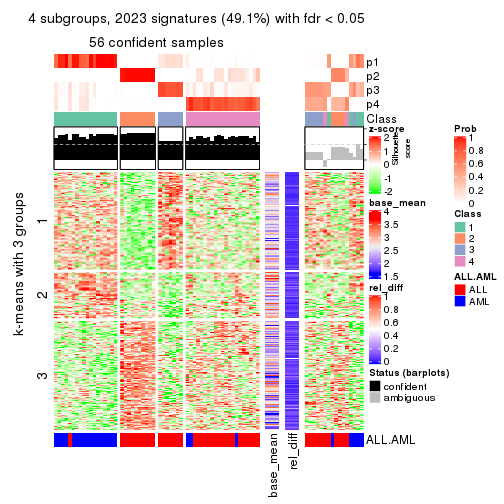 4 subgroups, 2023 signatures (49.1%) with fdr < 0.05
56 confident samples
p1
p2
p3
p4
Class
Silhouette
score
k-means with 3 groups
1
2
3
base_mean
rel_diff
ALL.AML
z-score
2
1
0
-1
-2
base_mean
4
3.5
3
2.5
2
1.5
rel_diff
1
0.8
0.6
0.4
0.2
0
Status (barplots)
confident
ambiguous
Prob
1
0.8
0.6
0.4
0.2
0
Class
1
2
3
4
ALL.AML
ALL
AML